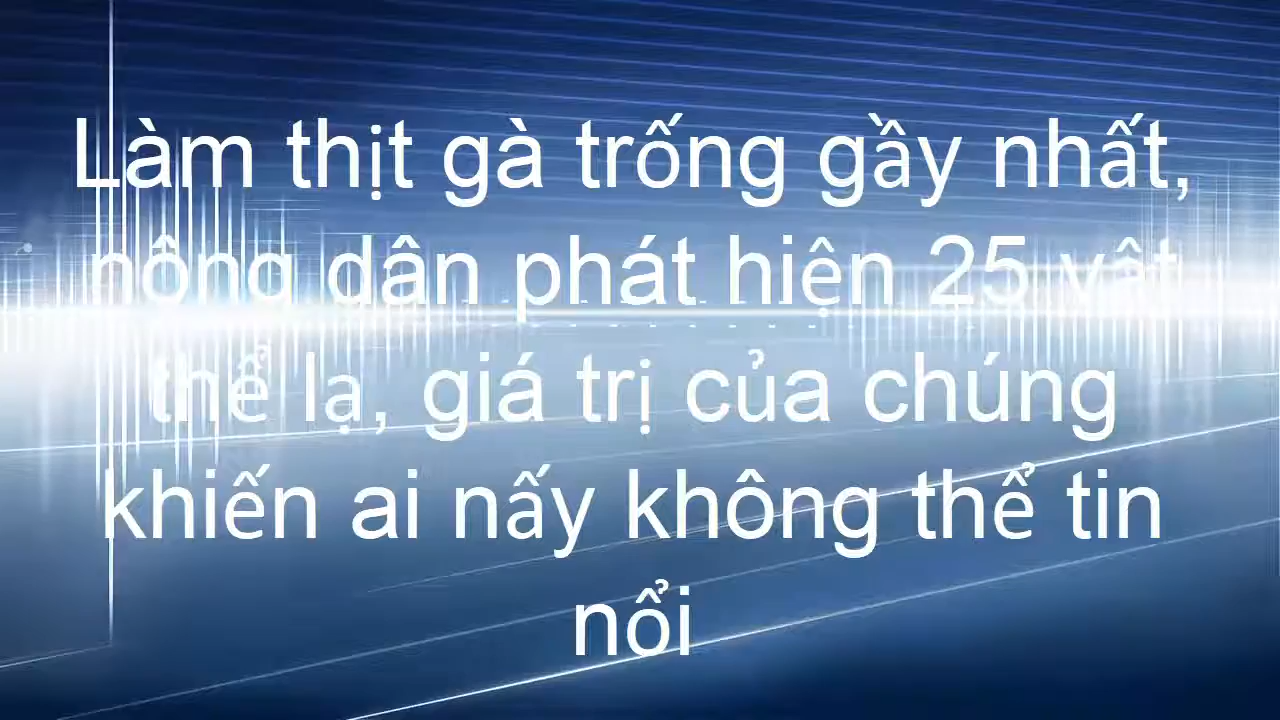 Làm thịt gà trống gầy nhất,
nông dân phát hiện 25 vật
thể lạ, giá trị của chúng
khiến ai nấy không thể tin
nổi